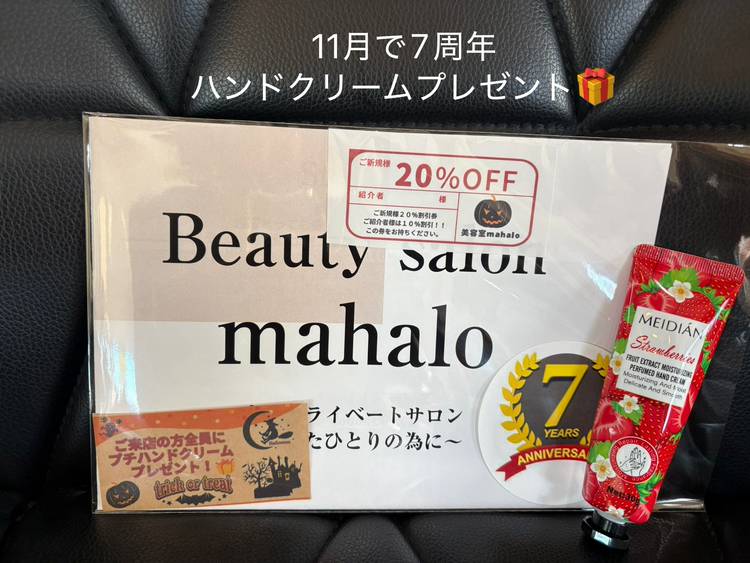 11月で7周年
ハンドクリームプレゼント🎁
ご新規様
20%OFF
紹介者 様
ご新規様２０％割引券
ご紹介者様は１０％割引！！
この券をお持ちください。
美容室mahalo
Beauty salon
mahalo
ライベートサロン
たひとりの為に～
7
YEARS
ANNIVERSA
ご来店の方全員に
プチハンドクリーム
プレゼント！
trick or treat
MEIDIÁN
Strawberries
FRUIT EXTRACT MOISTURIZING
PERFUMED HAND CREAM
Moisturizing And
Delicate And Smooth